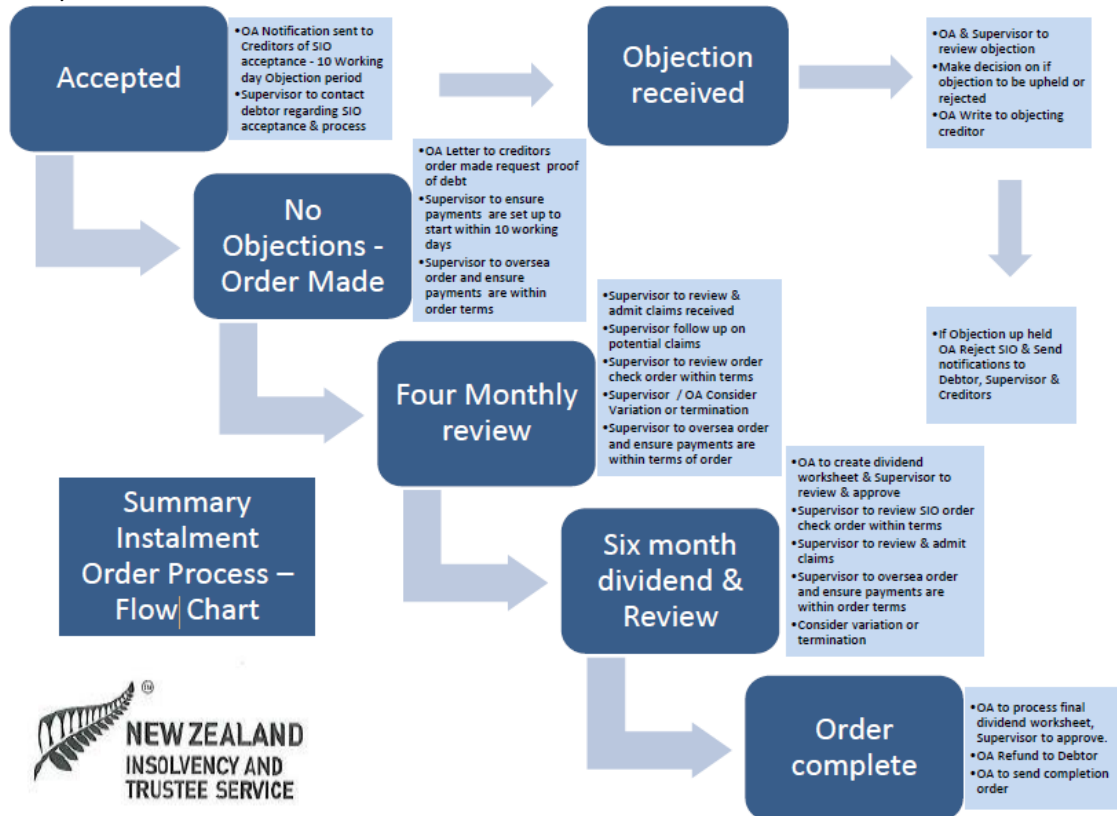 Accepted
•OA Notification sent to
Creditors of SIO
acceptance - 10 Working
day Objection period
•Supervisor to contact
debtor regarding SIO
acceptance & process
Objection
received
•OA & Supervisor to
review objection
•Make decision on if
objection to be upheld or
rejected
•OA Write to objecting
creditor
No
Objections -
Order Made
•OA Letter to creditors
order made request proof
of debt
•Supervisor to ensure
payments are set up to
start within 10 working
days
•Supervisor to oversea
order and ensure
payments are within
order terms
•If Objection up held
OA Reject SIO & Send
notifications to
Debtor, Supervisor &
Creditors
Four Monthly
review
•Supervisor to review &
admit claims received
•Supervisor follow up on
potential claims
•Supervisor to review order
check order within terms
•Supervisor / OA Consider
Variation or termination
•Supervisor to oversea order
and ensure payments are
within terms of order
Summary
Instalment
Order Process –
Flow Chart
Six month
dividend &
Review
•OA to create dividend
worksheet & Supervisor to
review & approve
•Supervisor to review SIO order
check order within terms
•Supervisor to review & admit
claims
•Supervisor to oversea order
and ensure payments are
within order terms
•Consider variation or
termination
Order
complete
•OA to process final
dividend worksheet,
Supervisor to approve.
•OA Refund to Debtor
•OA to send completion
order
NEW ZEALAND
INSOLVENCY AND
TRUSTEE SERVICE